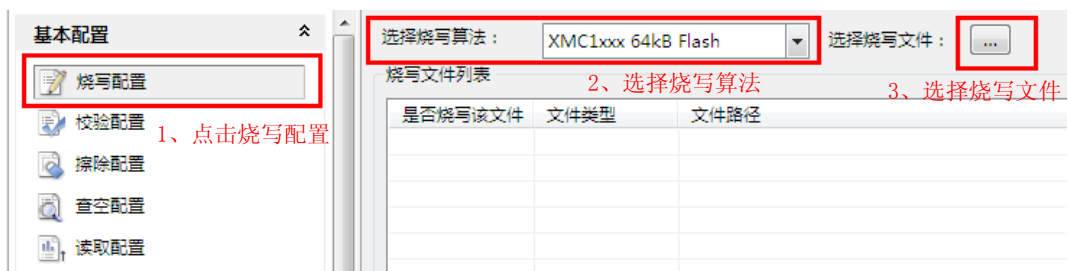 基本配置
烧写配置
校验配置
1、点击烧写配置
擦除配置
查空配置
读取配置
选择烧写算法：
XMC1xxx 64kB Flash
选择烧写文件：
...
烧写文件列表
2、选择烧写算法
3、选择烧写文件
是否烧写该文件 文件类型 文件路径